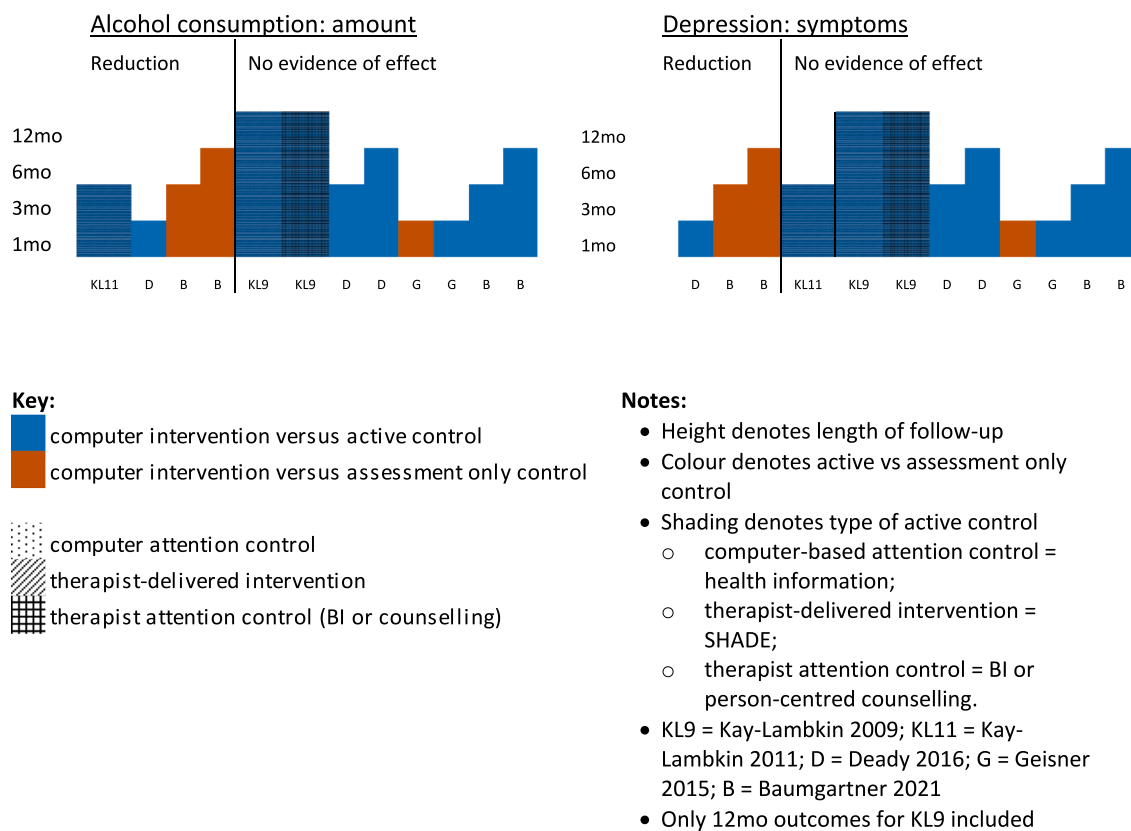 Alcohol consumption: amount
Reduction
No evidence of effect
12mo
6mo
3mo
1mo
KL11 D B B KL9 KL9 D D G G B B
Depression: symptoms
Reduction
No evidence of effect
12mo
6mo
3mo
1mo
D B B KL11 KL9 KL9 D D G G B B
Key:
computer intervention versus active control
computer intervention versus assessment only control
computer attention control
therapist-delivered intervention
therapist attention control (BI or counselling)
Notes:
• Height denotes length of follow-up
• Colour denotes active vs assessment only
control
• Shading denotes type of active control
o computer-based attention control =
health information;
o therapist-delivered intervention =
SHADE;
o therapist attention control = BI or
person-centred counselling.
• KL9 = Kay-Lambkin 2009; KL11 = Kay-
Lambkin 2011; D = Deady 2016; G = Geisner
2015; B = Baumgartner 2021
• Only 12mo outcomes for KL9 included